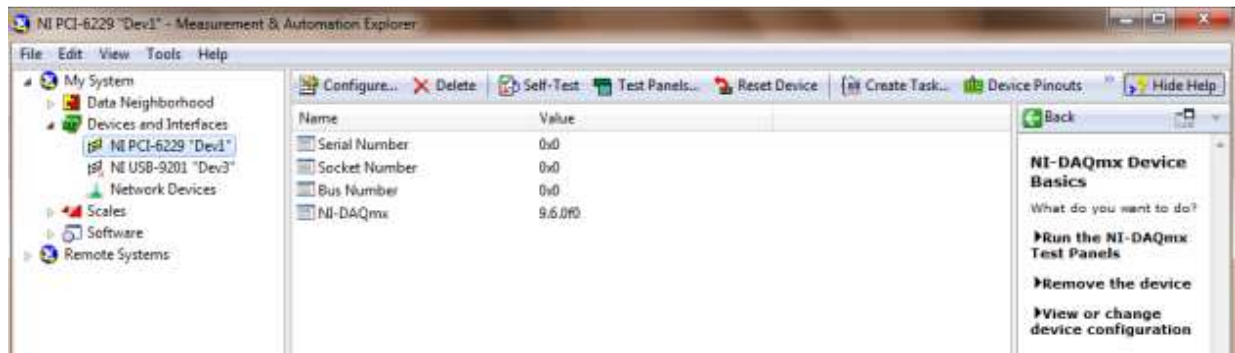 NI PCI-6229 "Dev1" - Measurement & Automation Explorer
File Edit View Tools Help
My System
Data Neighborhood
Devices and Interfaces
NI PCI-6229 "Dev1"
NI USB-9201 "Dev3"
Network Devices
Scales
Software
Remote Systems
Configure... Delete Self-Test Test Panels... Reset Device Create Task... Device Pinouts » Hide Help
Name Value
Serial Number 0x0
Socket Number 0x0
Bus Number 0x0
NI-DAQmx 9.6.0f0
Back
NI-DAQmx Device
Basics
What do you want to do?
Run the NI-DAQmx
Test Panels
Remove the device
View or change
device configuration